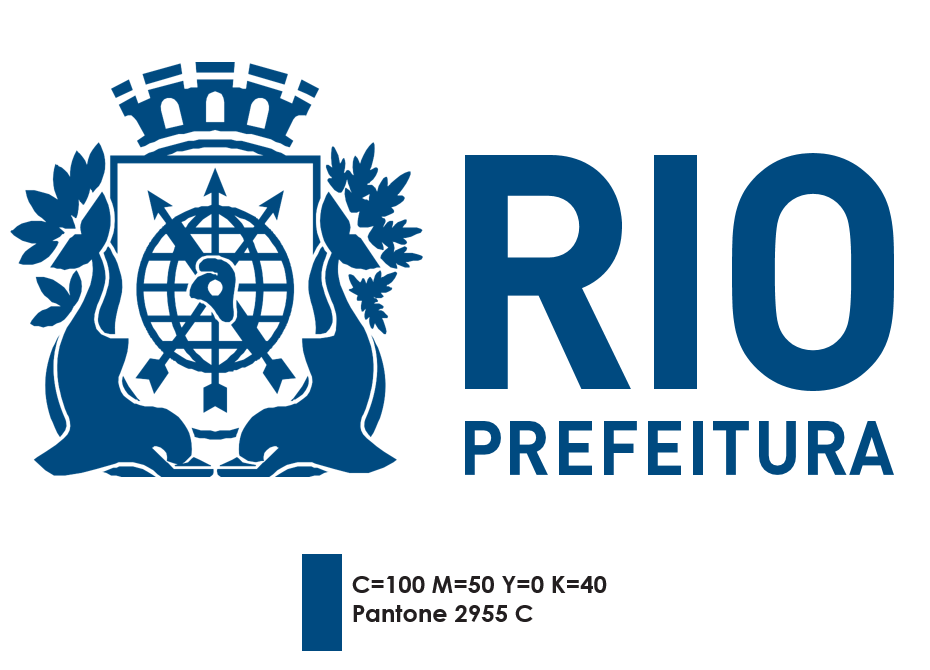 RIO
PREFEITURA
C=100 M=50 Y=0 K=40
Pantone 2955 C